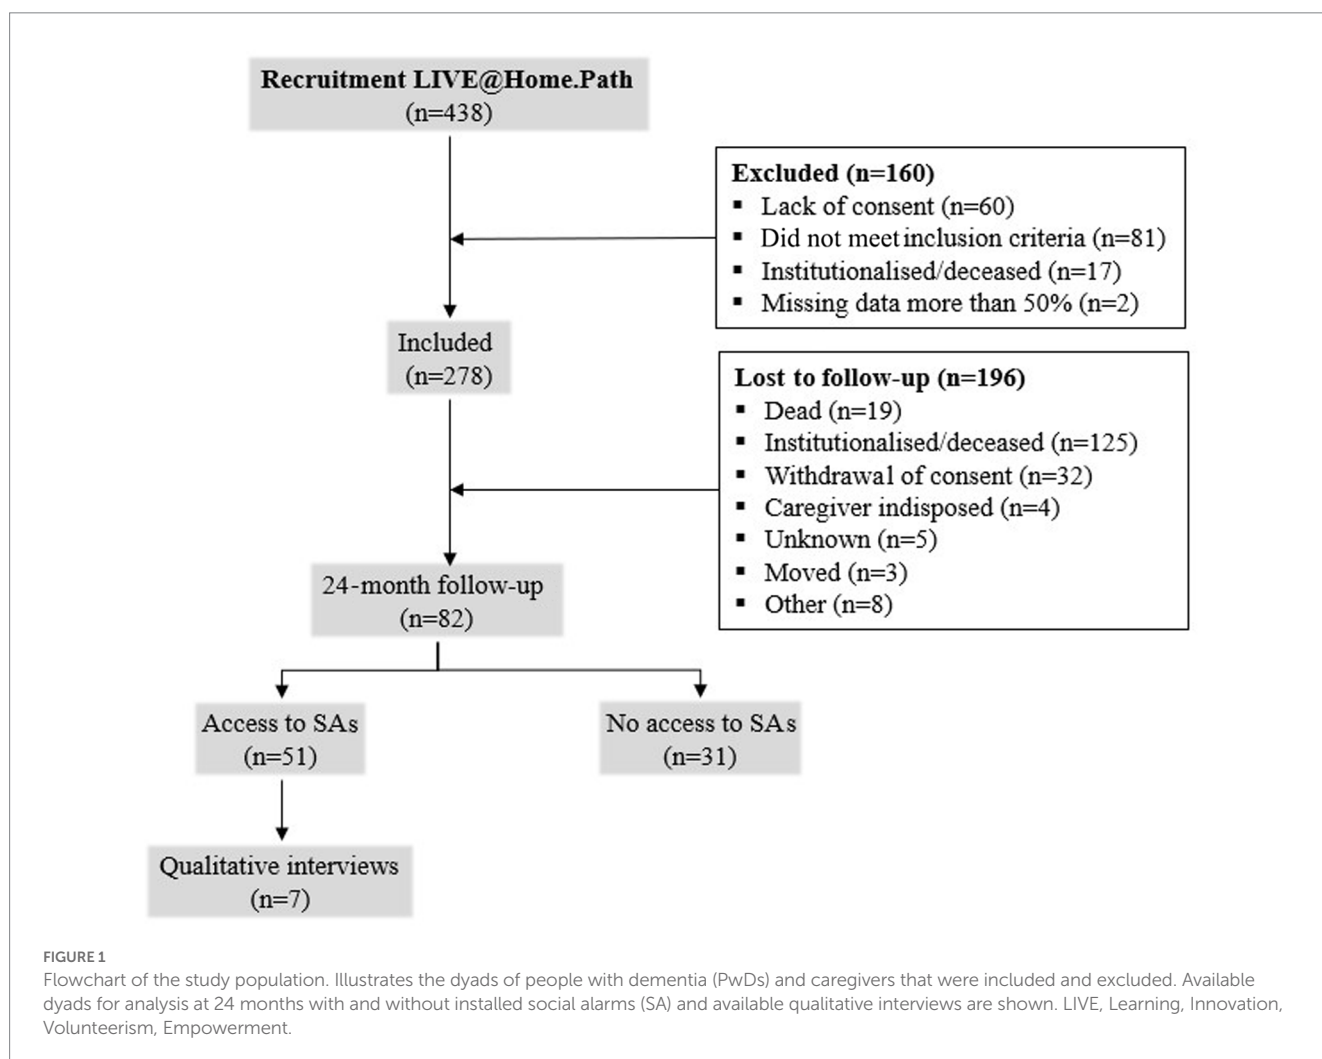 Recruitment LIVE@Home.Path
(n=438)
Excluded (n=160)
▪ Lack of consent (n=60)
▪ Did not meet inclusion criteria (n=81)
▪ Institutionalised/deceased (n=17)
▪ Missing data more than 50% (n=2)
Included
(n=278)
Lost to follow-up (n=196)
▪ Dead (n=19)
▪ Institutionalised/deceased (n=125)
▪ Withdrawal of consent (n=32)
▪ Caregiver indisposed (n=4)
▪ Unknown (n=5)
▪ Moved (n=3)
▪ Other (n=8)
24-month follow-up
(n=82)
Access to SAs
(n=51)
No access to SAs
(n=31)
Qualitative interviews
(n=7)
FIGURE 1
Flowchart of the study population. Illustrates the dyads of people with dementia (PwDs) and caregivers that were included and excluded. Available
dyads for analysis at 24 months with and without installed social alarms (SA) and available qualitative interviews are shown. LIVE, Learning, Innovation,
Volunteerism, Empowerment.